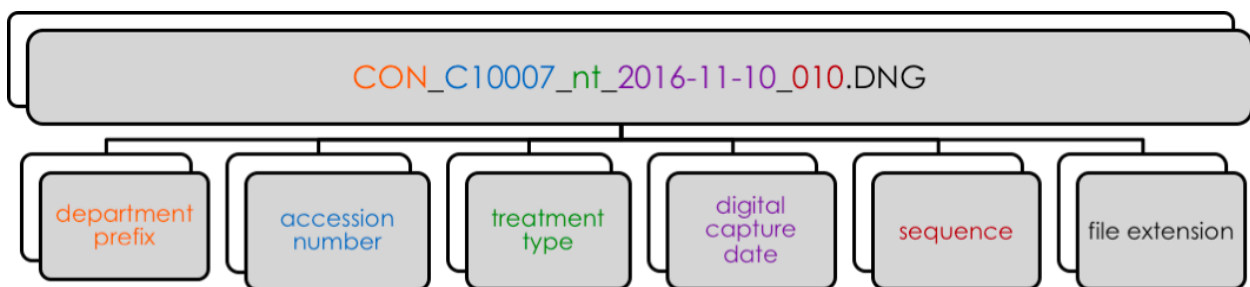 CON_C10007_nt_2016-11-10_010.DNG
department
prefix
accession
number
treatment
type
digital
capture
date
sequence
file extension